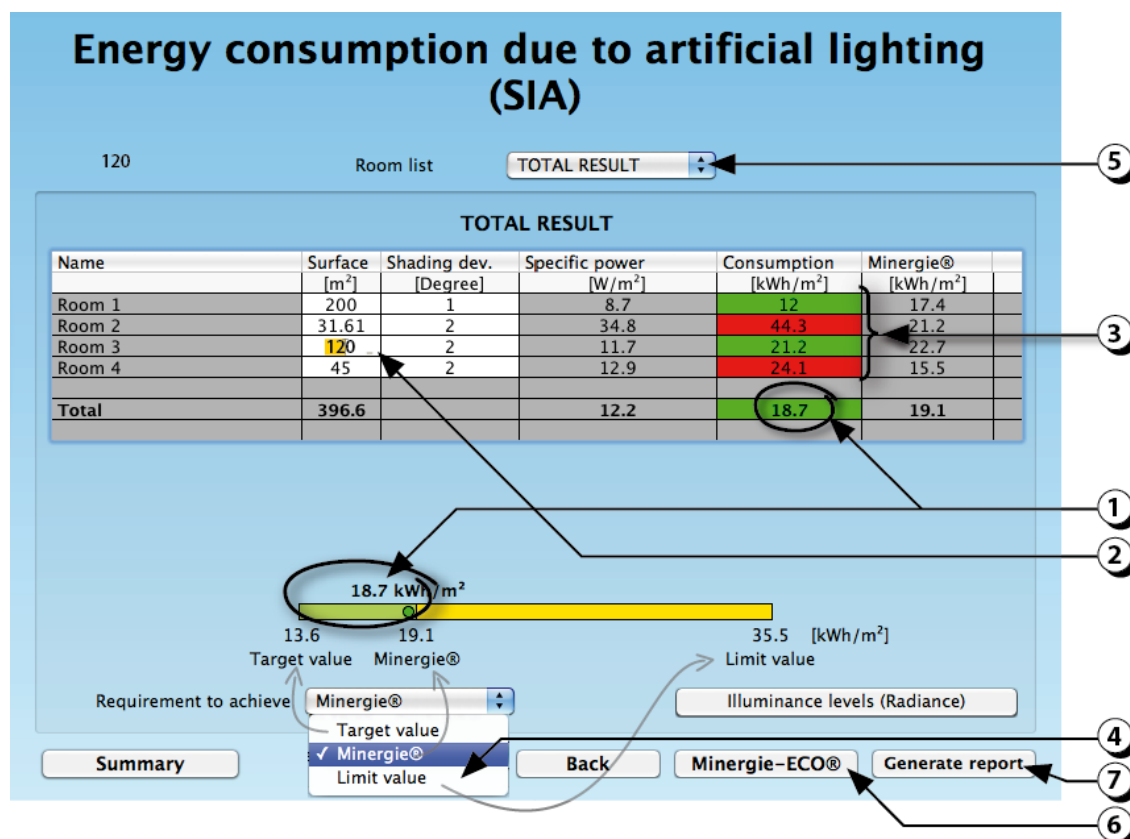 Energy consumption due to artificial lighting
(SIA)
120 Room list TOTAL RESULT 5
TOTAL RESULT
Name Surface Shading dev. Specific power Consumption Minergie®
[m²] [Degree] [W/m²] [kWh/m²] [kWh/m²]
Room 1 200 1 8.7 12 17.4
Room 2 31.61 2 34.8 44.3 21.2 3
Room 3 120 2 11.7 21.2 22.7
Room 4 45 2 12.9 24.1 15.5
Total 396.6 12.2 18.7 19.1
1
2
18.7 kWh/m²
13.6 19.1 35.5 [kWh/m²]
Target value Minergie® Limit value
Requirement to achieve Minergie® Illuminance levels (Radiance)
Target value
✓ Minergie® 4
Limit value
Summary Back Minergie-ECO® Generate report
7
6